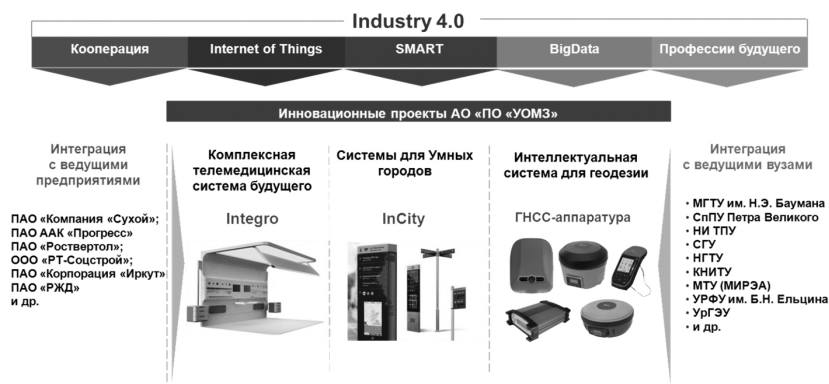 Industry 4.0
Кооперация
Internet of Things
SMART
BigData
Профессии будущего
Инновационные проекты АО «ПО «УОМЗ»
Интеграция
с ведущими
предприятиями
ПАО «Компания «Сухой»;
ПАО ААК «Прогресс»
ПАО «Роствертол»;
ООО «РТ-Соцстрой»;
ПАО «Корпорация «Иркут»
ПАО «РЖД»
и др.
Комплексная
телемедицинская
система будущего
Integro
Системы для Умных
городов
InCity
Интеллектуальная
система для геодезии
ГНСС-аппаратура
Интеграция
с ведущими вузами
• МГТУ им. Н.Э. Баумана
• СпПУ Петра Великого
• НИ ТПУ
• СГУ
• НГТУ
• КНИТУ
• МТУ (МИРЭА)
• УРФУ им. Б.Н. Ельцина
• УрГЭУ
• и др.